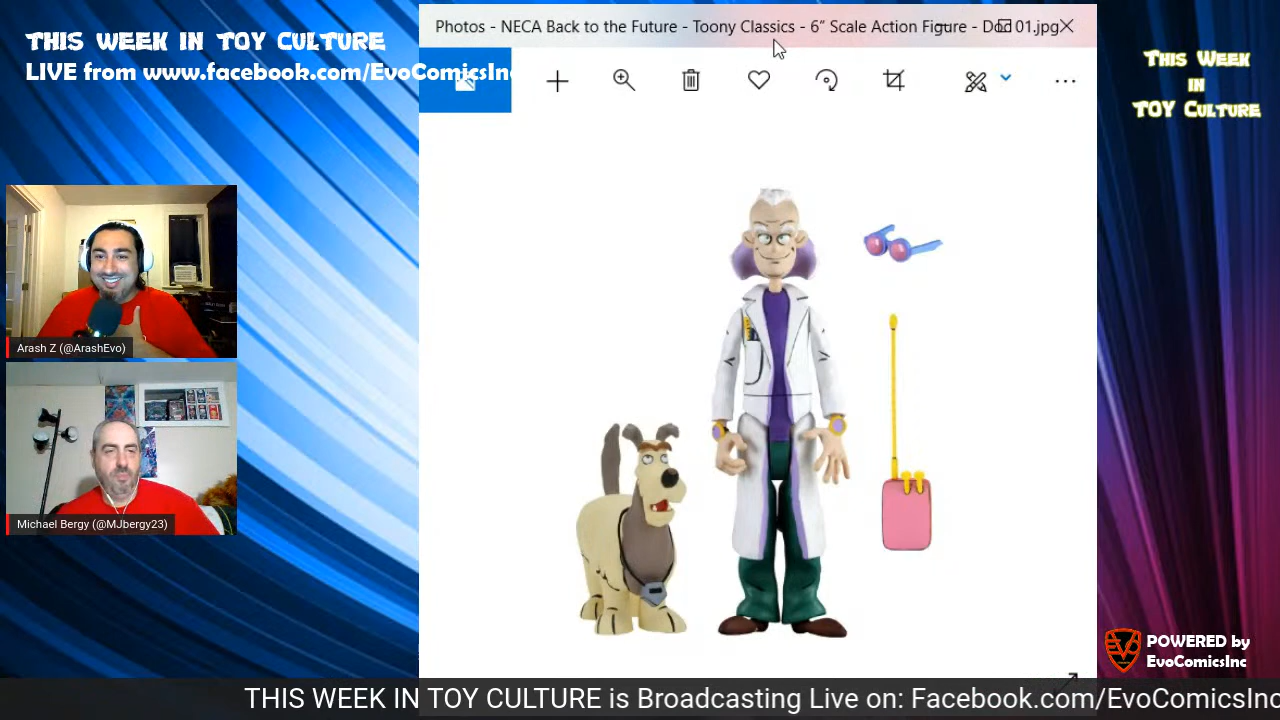 THIS WEEK IN TOY CULTURE
LIVE from www.facebook.com/EvoComicsInc
Photos - NECA Back to the Future - Toony Classics - 6” Scale Action Figure - Doc 01.jpg
This Week
in
Toy Culture
Arash Z (@ArashEvo)
Michael Bergy (@MJbergy23)
EVO
POWERED by
EvoComicsInc
THIS WEEK IN TOY CULTURE is Broadcasting Live on: Facebook.com/EvoComicsInc